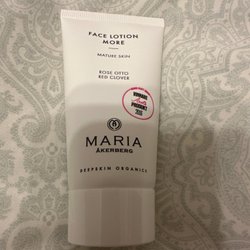 FACE LOTION
MORE
MATURE SKIN
ROSE OTTO
RED CLOVER
MARIA
ÅKERBERG
DEEPSKIN ORGANICS